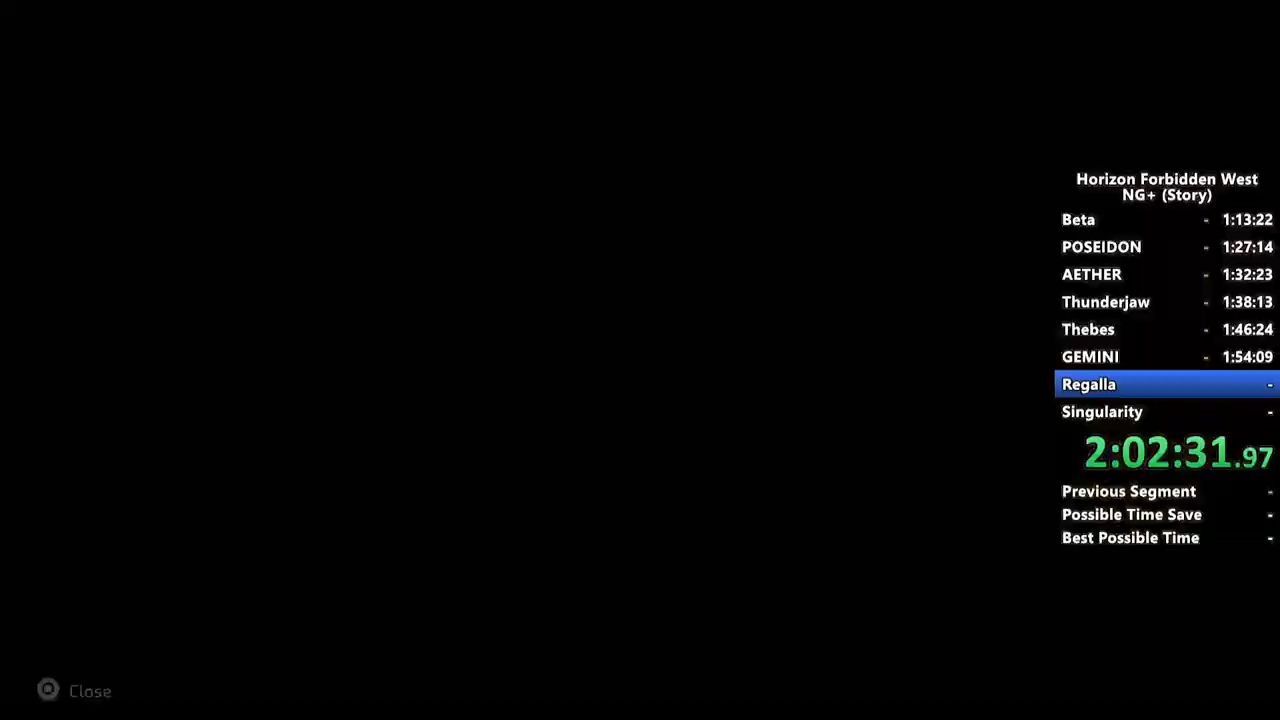 Horizon Forbidden West
NG+ (Story)
Beta - 1:13:22
POSEIDON - 1:27:14
AETHER - 1:32:23
Thunderjaw - 1:38:13
Thebes - 1:46:24
GEMINI - 1:54:09
Regalla -
Singularity -
2:02:31.97
Previous Segment -
Possible Time Save -
Best Possible Time -
Close